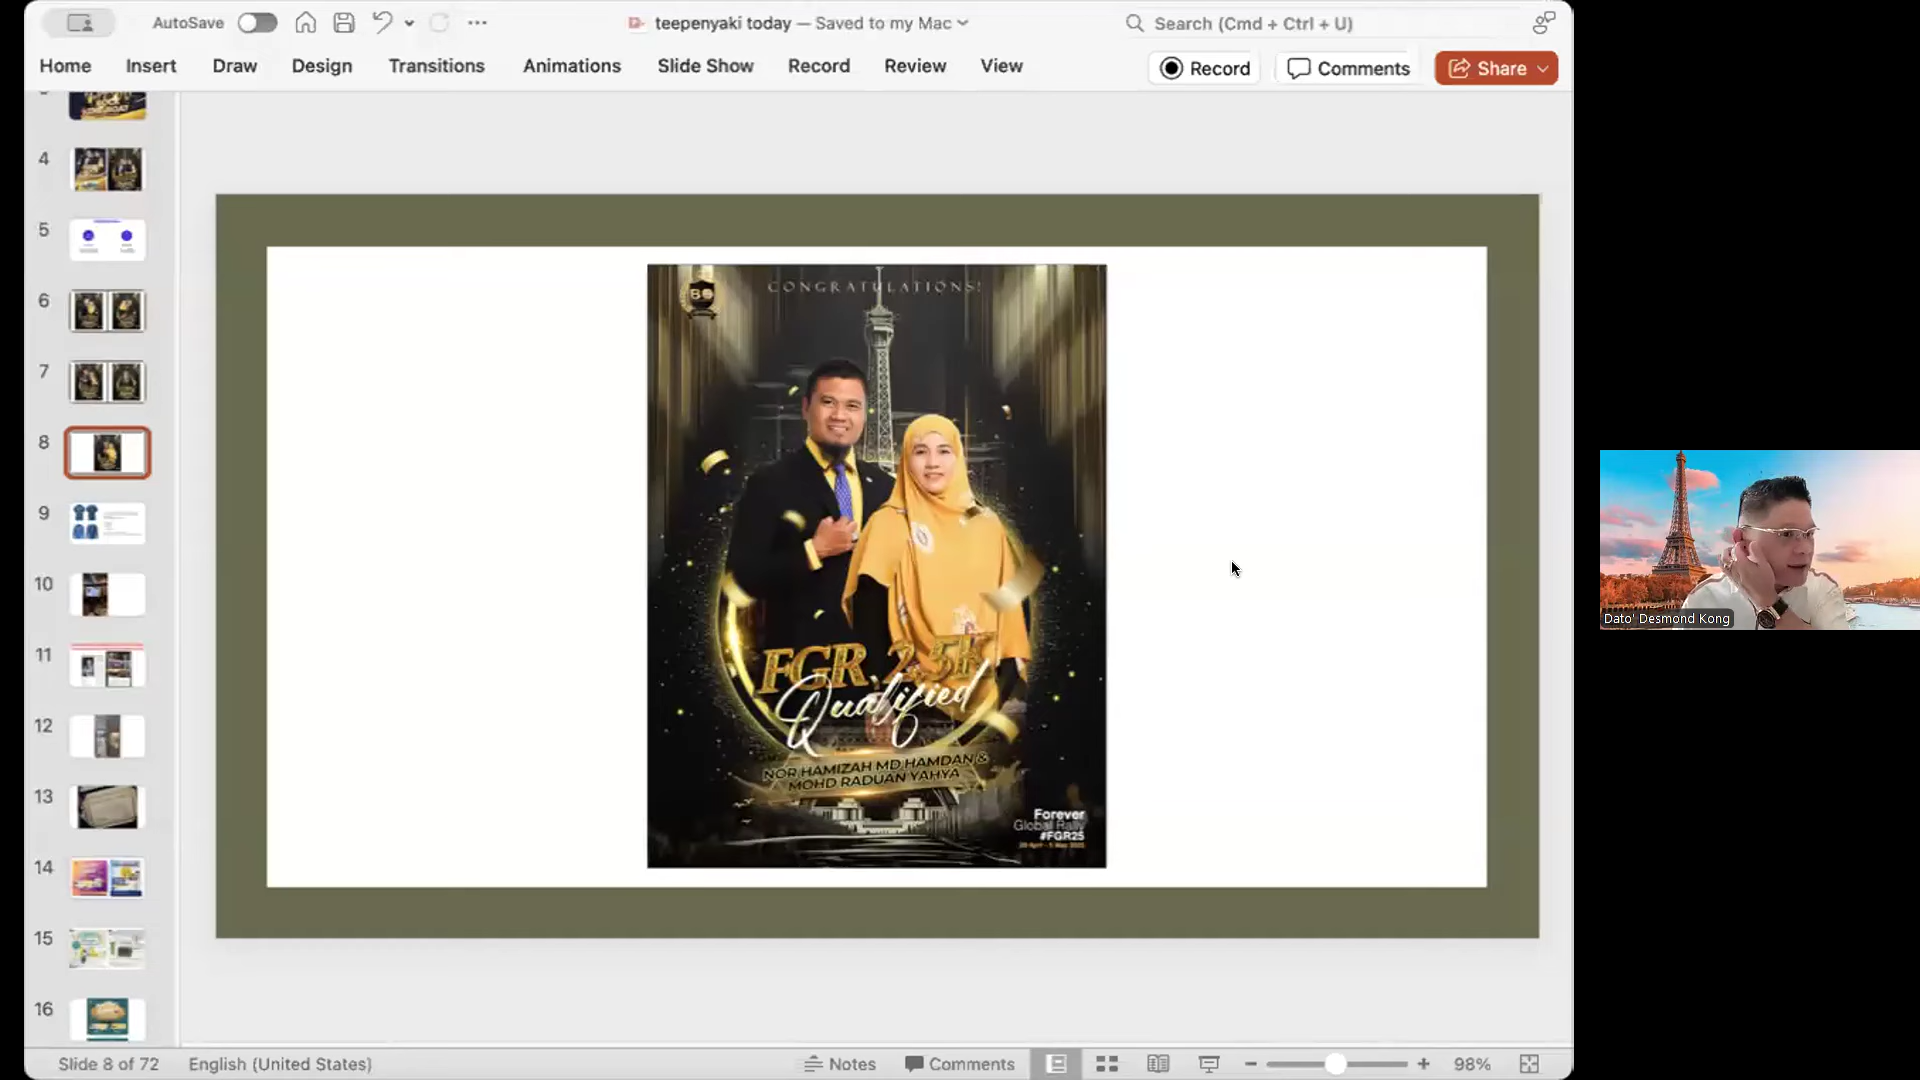 AutoSave
teepenyaki today — Saved to my Mac
Search (Cmd + Ctrl + U)
Home Insert Draw Design Transitions Animations Slide Show Record Review View
Record Comments Share
4
5
6
7
8
9
10
11
12
13
14
15
16
CONGRATULATIONS!
FGR 2.5K
Qualified
NOR HAMIZAH MD HAMDAN &
MOHD RADUAN YAHYA
Forever
Global Rally
#FGR25
Dato' Desmond Kong
Slide 8 of 72 English (United States) Notes Comments 98%